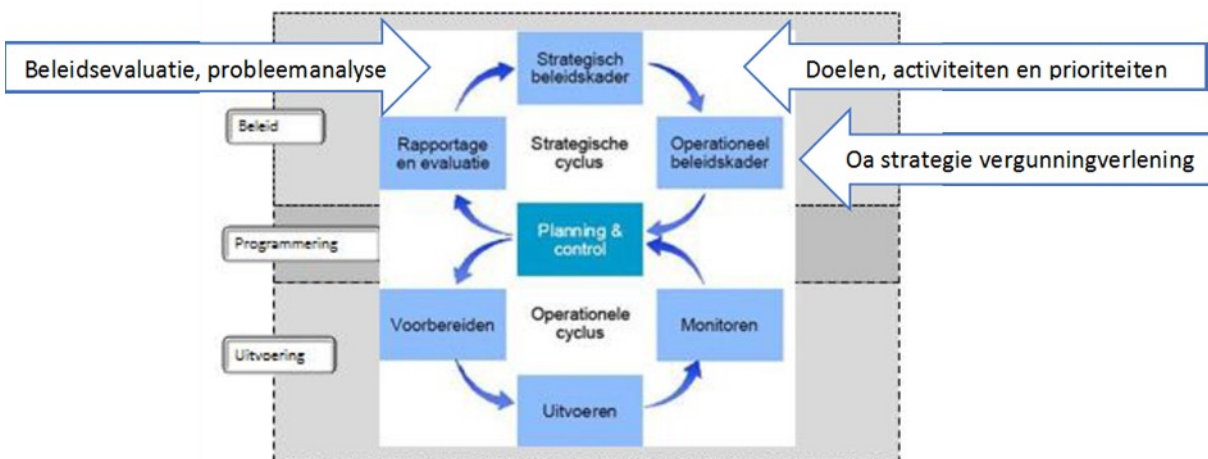 Strategisch
beleidskader
Beleidsevaluatie, probleemanalyse
Doelen, activiteiten en prioriteiten
Beleid
Rapportage
en evaluatie
Strategische
cyclus
Operationeel
beleidskader
Oa strategie vergunningverlening
Programmering
Planning &
control
Voorbereiden
Operationele
cyclus
Monitoren
Uitvoering
Uitvoeren